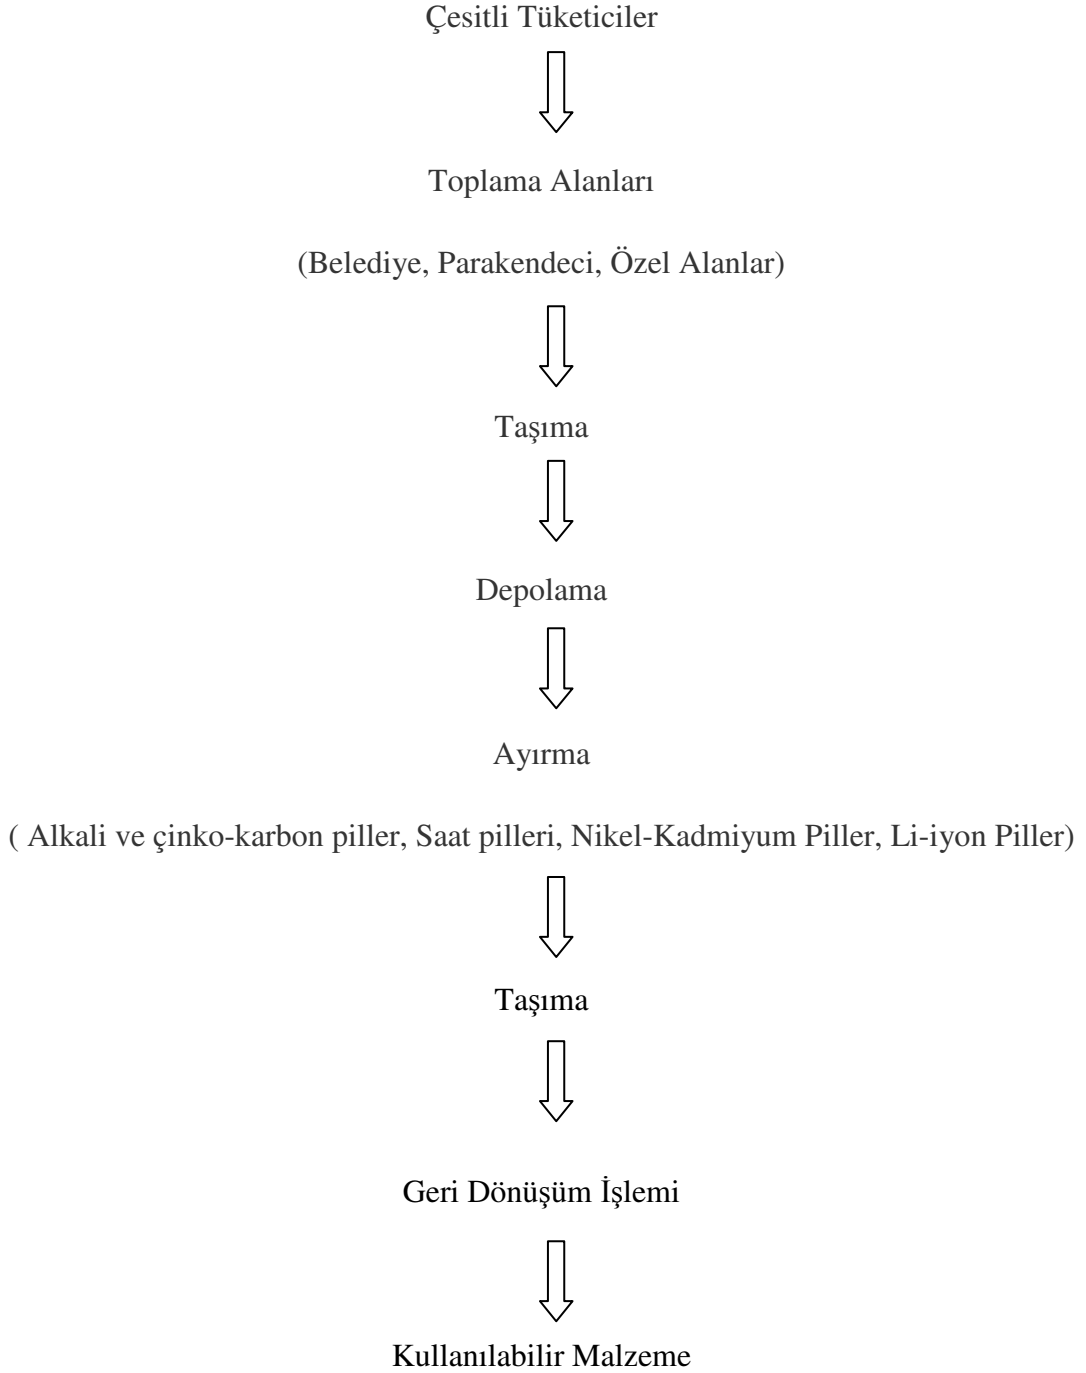 Çesitli Tüketiciler
Toplama Alanları
(Belediye, Parakendeci, Özel Alanlar)
Taşıma
Depolama
Ayırma
( Alkali ve çinko-karbon piller, Saat pilleri, Nikel-Kadmiyum Piller, Li-iyon Piller)
Taşıma
Geri Dönüşüm İşlemi
Kullanılabilir Malzeme